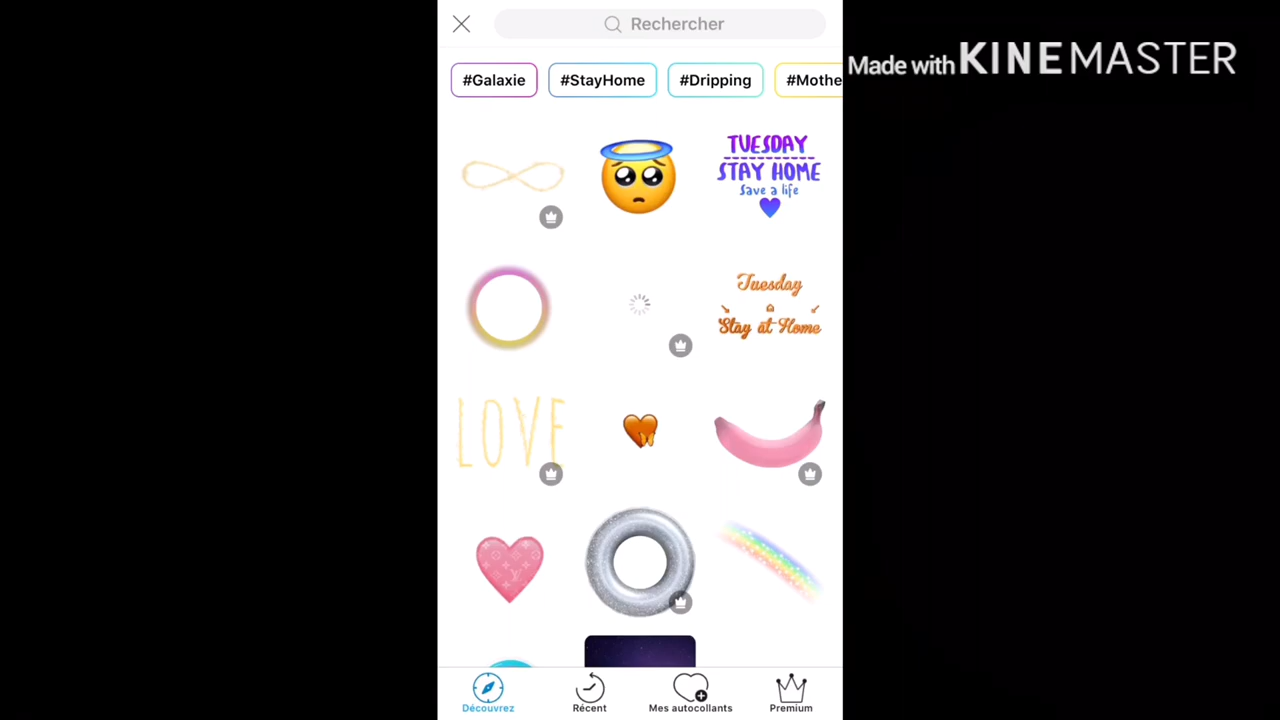 Rechercher
Made with KINEMASTER
#Galaxie
#StayHome
#Dripping
#Mothe
TUESDAY
STAY HOME
Save a life
Tuesday
Stay at Home
LOVE
Découvrez
Récent
Mes autocollants
Premium